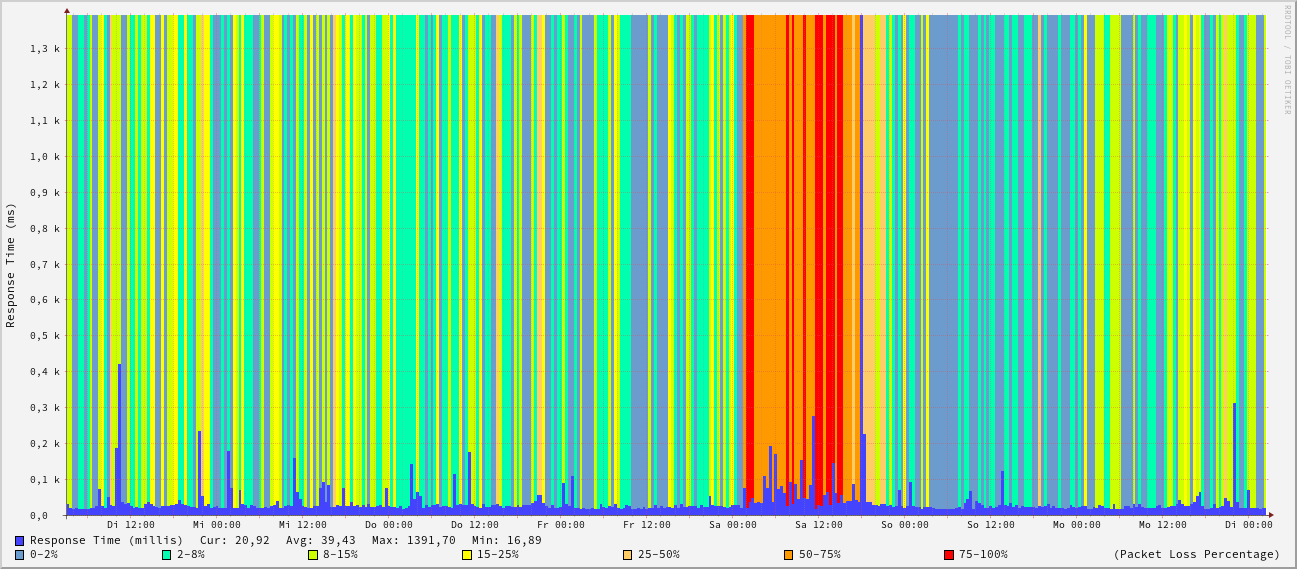 RRDTOOL / TOBI OETIKER
Response Time (ms)
1,3 k
1,2 k
1,1 k
1,0 k
0,9 k
0,8 k
0,7 k
0,6 k
0,5 k
0,4 k
0,3 k
0,2 k
0,1 k
0,0
Di 12:00 Mi 00:00 Mi 12:00 Do 00:00 Do 12:00 Fr 00:00 Fr 12:00 Sa 00:00 Sa 12:00 So 00:00 So 12:00 Mo 00:00 Mo 12:00 Di 00:00
Response Time (millis) Cur: 20,92 Avg: 39,43 Max: 1391,70 Min: 16,89
0-2% 2-8% 8-15% 15-25% 25-50% 50-75% 75-100% (Packet Loss Percentage)